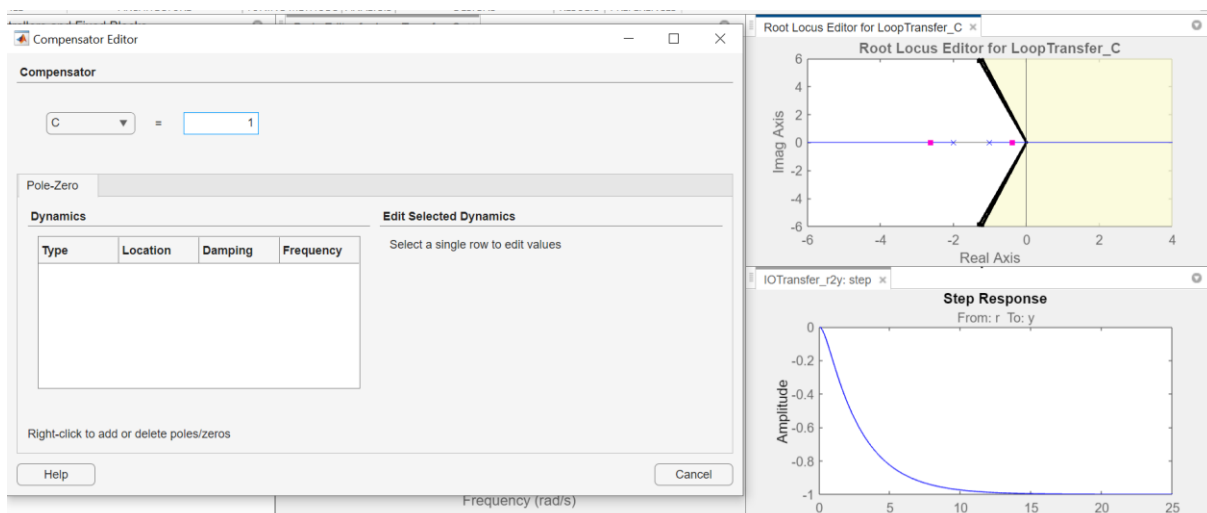 Compensator Editor
Compensator
C
=
1
Pole-Zero
Dynamics
Type Location Damping Frequency
Edit Selected Dynamics
Select a single row to edit values
Right-click to add or delete poles/zeros
Help
Cancel
Frequency (rad/s)
Root Locus Editor for LoopTransfer_C
Root Locus Editor for LoopTransfer_C
6
4
2
0
-2
-4
-6
Imag Axis
-6 -4 -2 0 2 4
Real Axis
IOTransfer_r2y: step
Step Response
From: r To: y
0
-0.2
-0.4
-0.6
-0.8
-1
Amplitude
0 5 10 15 20 25